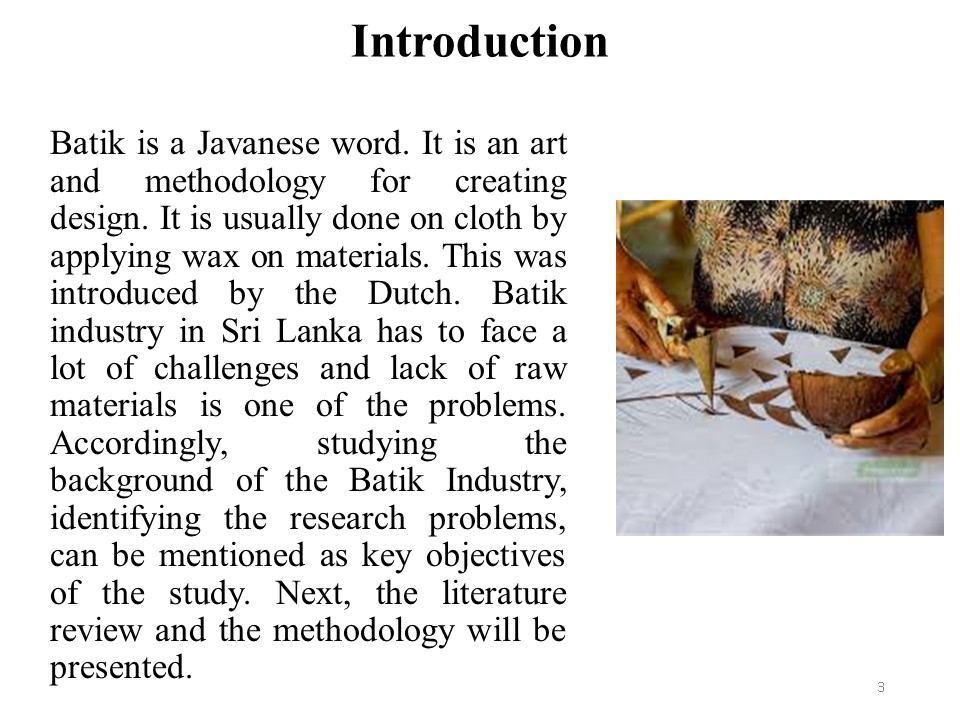 Introduction
Batik is a Javanese word. It is an art
and methodology for creating
design. It is usually done on cloth by
applying wax on materials. This was
introduced by the Dutch. Batik
industry in Sri Lanka has to face a
lot of challenges and lack of raw
materials is one of the problems.
Accordingly, studying the
background of the Batik Industry,
identifying the research problems,
can be mentioned as key objectives
of the study. Next, the literature
review and the methodology will be
presented.
3